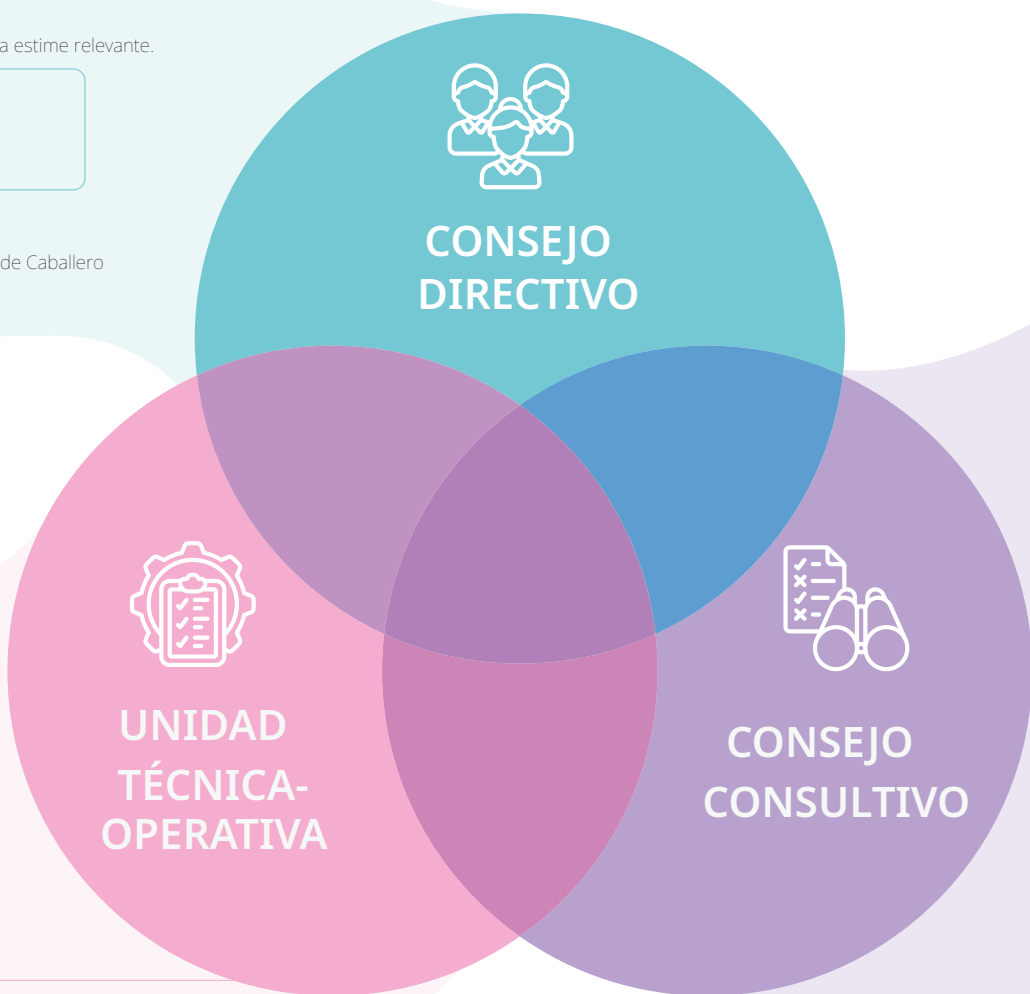 a estime relevante.
de Caballero
CONSEJO
DIRECTIVO
UNIDAD
TÉCNICA-
OPERATIVA
CONSEJO
CONSULTIVO